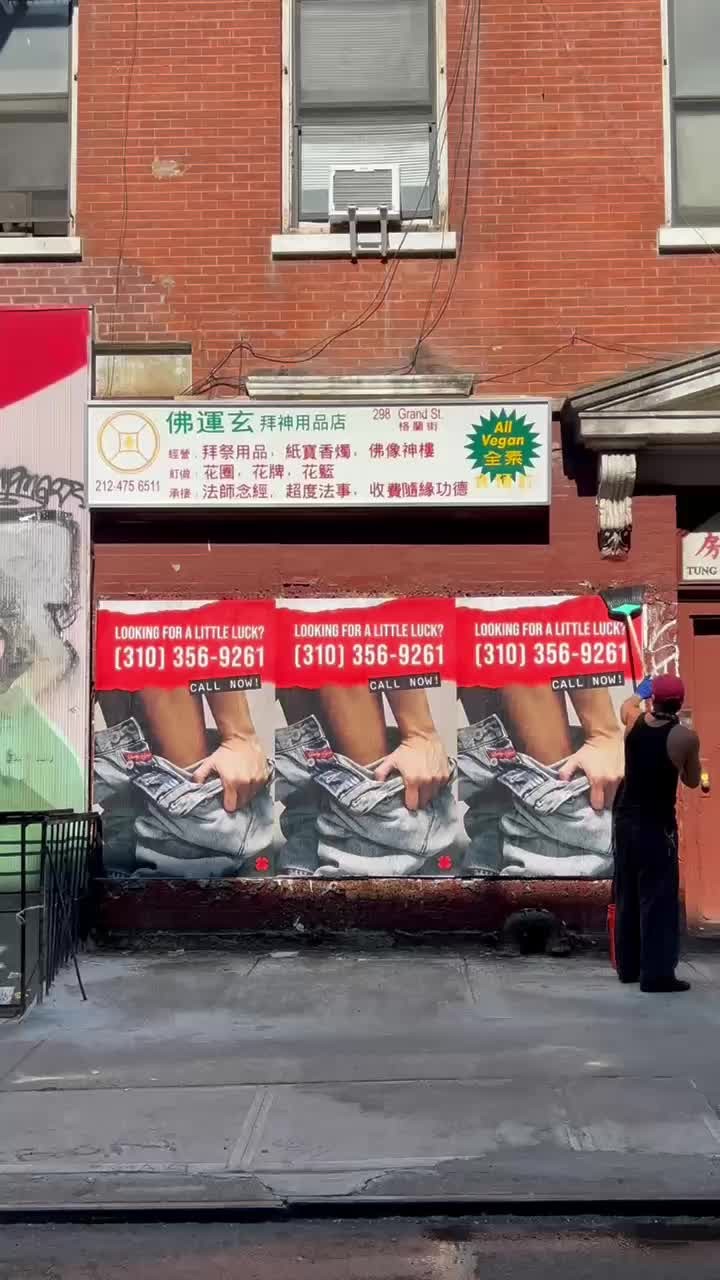 佛運玄 拜神用品店 298 Grand St.
格蘭街
經營: 拜祭用品, 紙寶香燭, 佛像神樓
訂做: 花圈, 花牌, 花籃
承接: 法師念經, 超度法事, 收費隨緣功德
212·475·6511
All
Vegan
全素
房
TUNG
LOOKING FOR A LITTLE LUCK?
(310) 356-9261
CALL NOW!
LOOKING FOR A LITTLE LUCK?
(310) 356-9261
CALL NOW!
LOOKING FOR A LITTLE LUCK?
(310) 356-9261
CALL NOW!